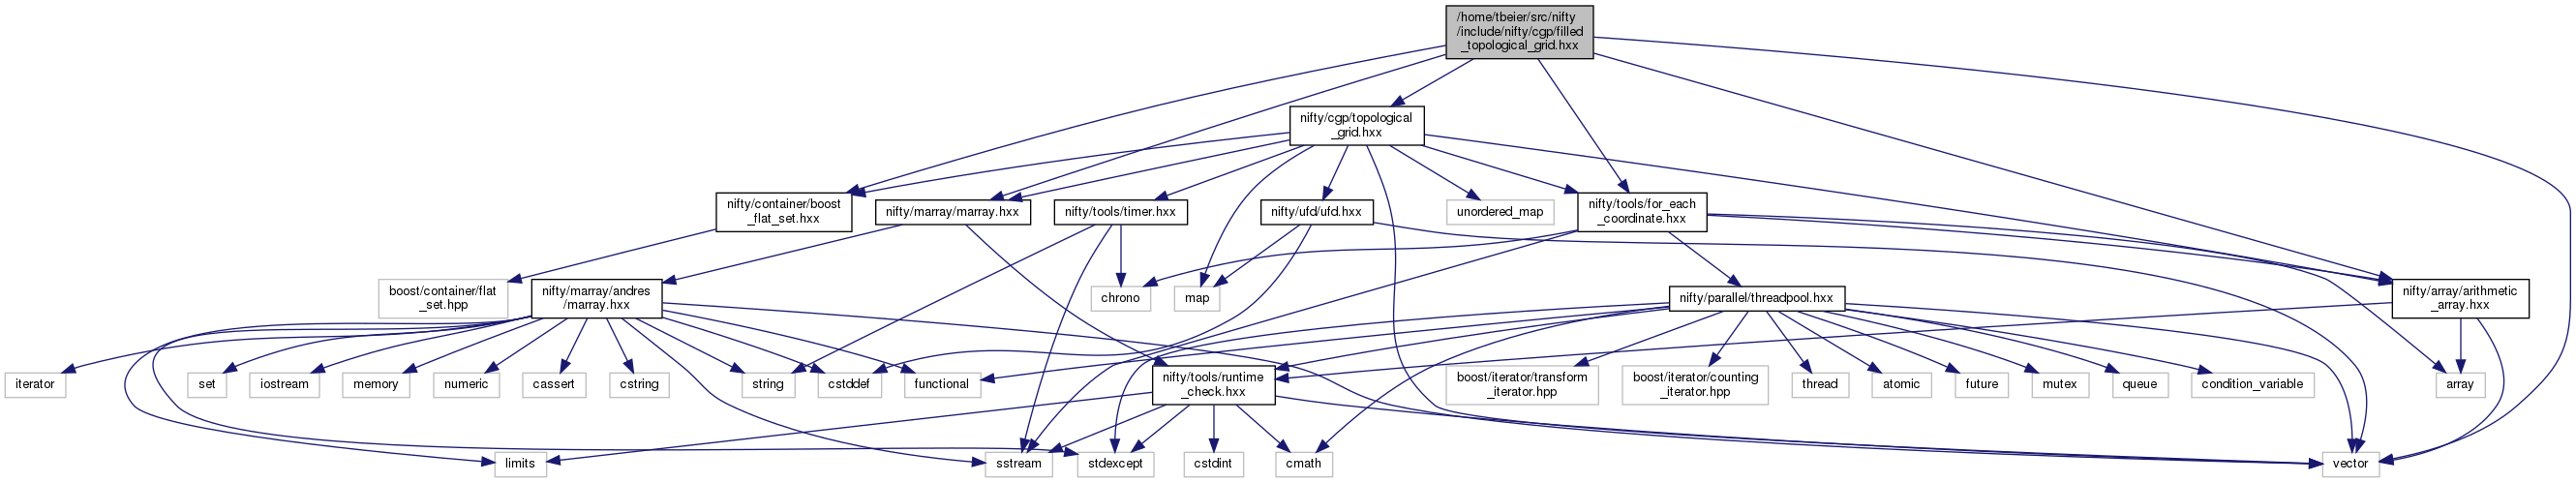 /home/tbeier/src/nifty
/include/nifty/cgp/filled
_topological_grid.hxx
nifty/cgp/topological
_grid.hxx
nifty/container/boost
_flat_set.hxx
nifty/marray/marray.hxx
nifty/tools/timer.hxx
nifty/ufd/ufd.hxx
unordered_map
nifty/tools/for_each
_coordinate.hxx
boost/container/flat
_set.hpp
nifty/marray/andres
/marray.hxx
chrono
map
nifty/parallel/threadpool.hxx
nifty/array/arithmetic
_array.hxx
iterator
set
iostream
memory
numeric
cassert
cstring
string
cstddef
functional
nifty/tools/runtime
_check.hxx
boost/iterator/transform
_iterator.hpp
boost/iterator/counting
_iterator.hpp
thread
atomic
future
mutex
queue
condition_variable
array
limits
sstream
stdexcept
cstdint
cmath
vector